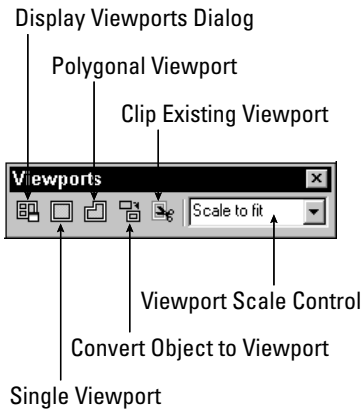 Display Viewports Dialog
Polygonal Viewport
Clip Existing Viewport
Viewports
Scale to fit
Viewport Scale Control
Convert Object to Viewport
Single Viewport